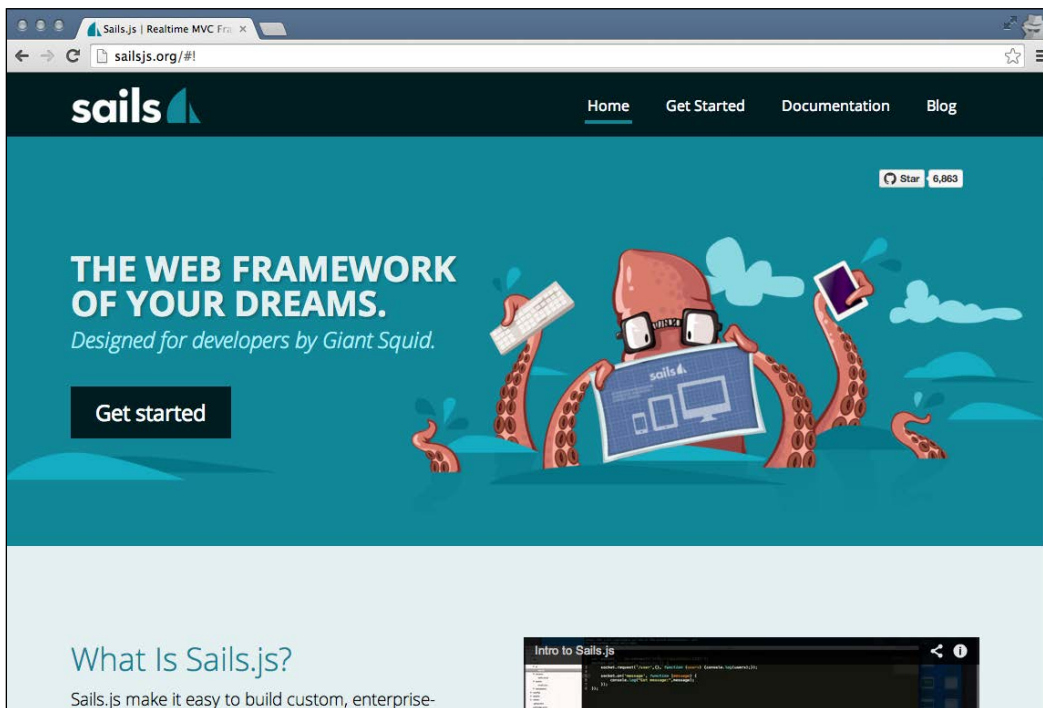 Sails.js | Realtime MVC Fra
sailsjs.org/#!
sails
Home Get Started Documentation Blog
Star 6,863
THE WEB FRAMEWORK
OF YOUR DREAMS.
Designed for developers by Giant Squid.
sails
Get started
What Is Sails.js?
Sails.js make it easy to build custom, enterprise-
Intro to Sails.js